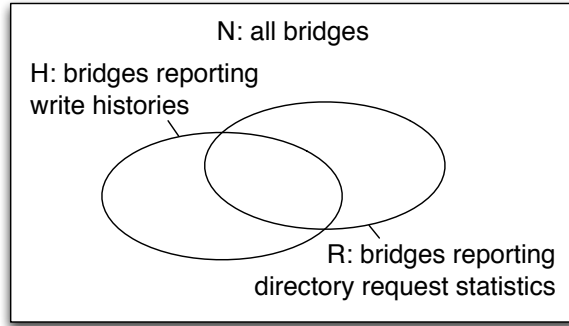 N: all bridges
H: bridges reporting
write histories
R: bridges reporting
directory request statistics